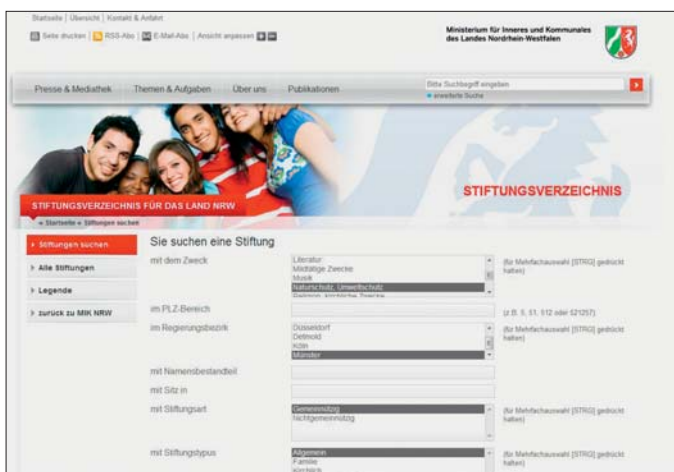 Startseite | Übersicht | Kontakt & Anfahrt
Seite drucken | RSS-Abo | E-Mail-Abo | Ansicht anpassen
Ministerium für Inneres und Kommunales
des Landes Nordrhein-Westfalen
Presse & Mediathek Themen & Aufgaben Über uns Publikationen
Bitte Suchbegriff eingeben
erweiterte Suche
STIFTUNGSVERZEICHNIS
STIFTUNGSVERZEICHNIS FÜR DAS LAND NRW
Startseite Stiftungen suchen
Stiftungen suchen
Alle Stiftungen
Legende
zurück zu MIK NRW
Sie suchen eine Stiftung
mit dem Zweck
Literatur
Mildtätige Zwecke
Musik
Naturschutz, Umweltschutz
Religion, kirchliche Zwecke
(für Mehrfachauswahl [STRG] gedrückt
halten)
im PLZ-Bereich
(z.B. 5, 51, 512 oder 521257)
im Regierungsbezirk
Düsseldorf
Detmold
Köln
Münster
(für Mehrfachauswahl [STRG] gedrückt
halten)
mit Namensbestandteil
mit Sitz in
mit Stiftungsart
Gemeinnützig
Nichtgemeinnützig
(für Mehrfachauswahl [STRG] gedrückt
halten)
mit Stiftungstypus
Allgemein
Familie
Kirchlich
(für Mehrfachauswahl [STRG] gedrückt
halten)